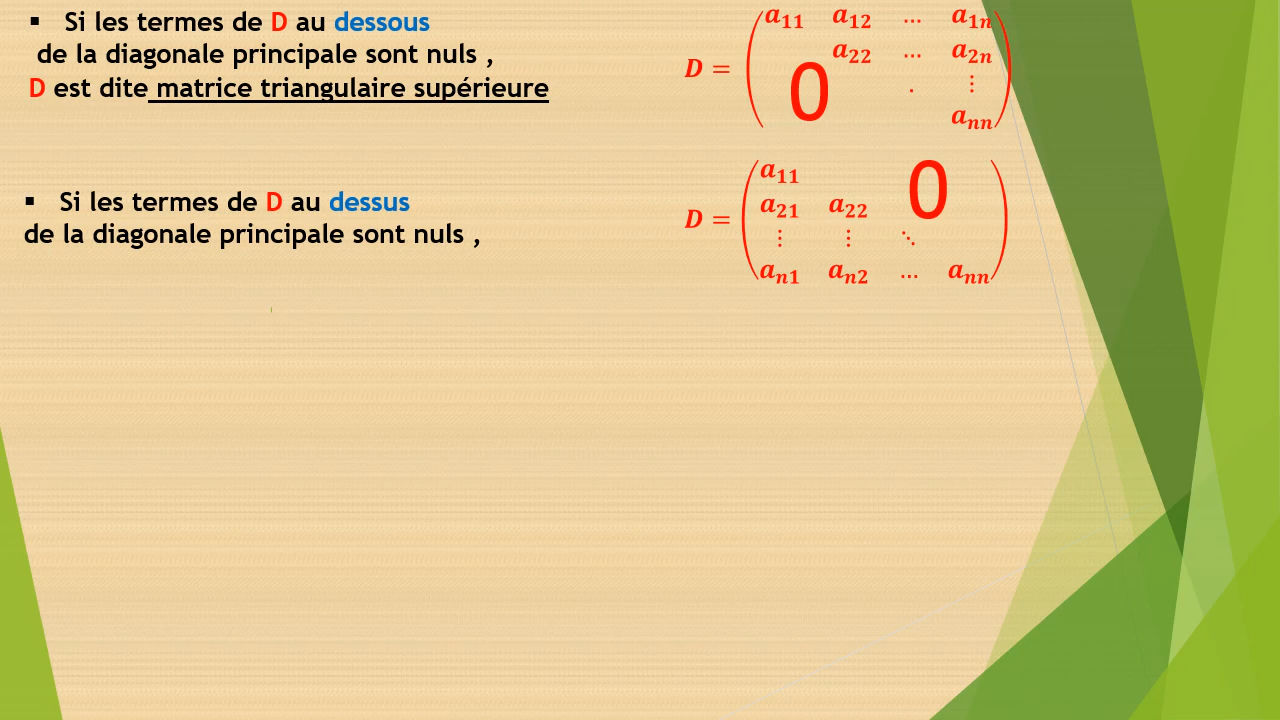 ▪ Si les termes de D au dessous
de la diagonale principale sont nuls ,
D est dite matrice triangulaire supérieure
D = ( a₁₁ a₁₂ … a₁ₙ
a₂₂ … a₂ₙ
0 . ⋮
aₙₙ )
▪ Si les termes de D au dessus
de la diagonale principale sont nuls ,
D = ( a₁₁ 0
a₂₁ a₂₂
⋮ ⋮ ⋱
aₙ₁ aₙ₂ … aₙₙ )